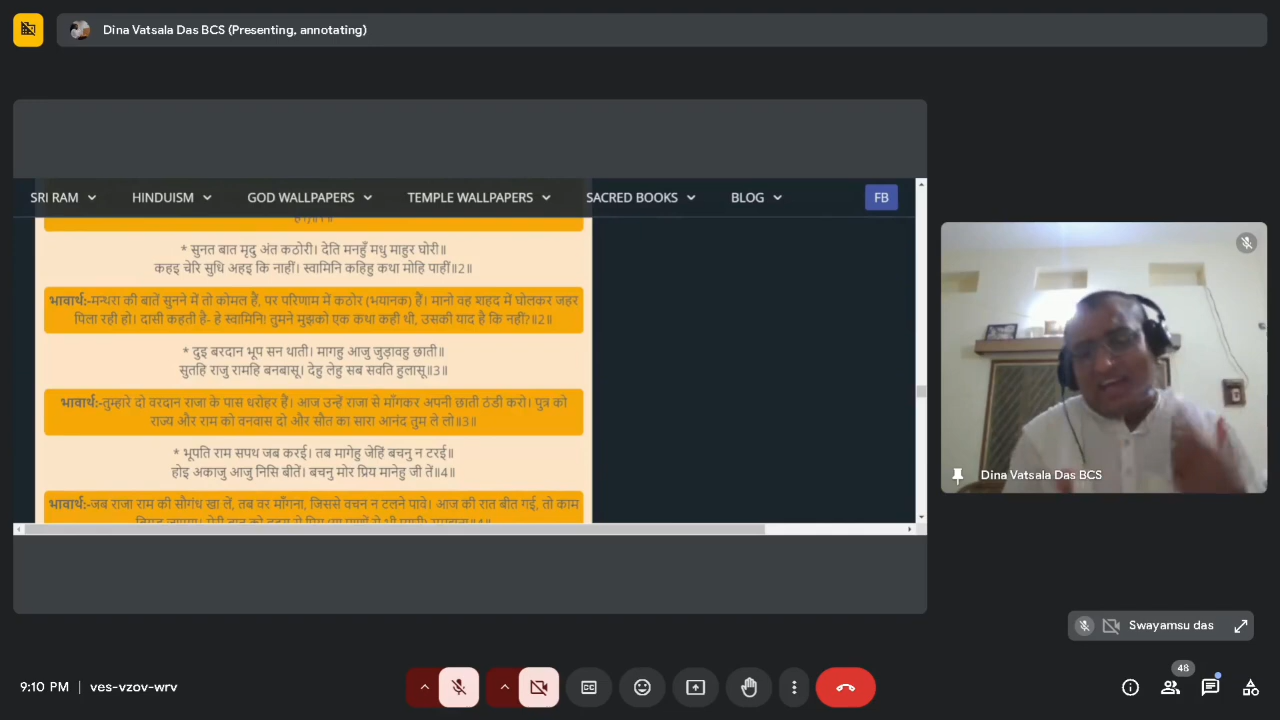 Dina Vatsala Das BCS (Presenting, annotating)
SRI RAM HINDUISM GOD WALLPAPERS TEMPLE WALLPAPERS SACRED BOOKS BLOG FB
* सुनत बात मृदु अंत कठोरी। देति मनहुँ मधु माहुर घोरी॥
कहइ चेरि सुधि अहइ कि नाहीं। स्वामिनि कहिहु कथा मोहि पाहीं॥2॥
भावार्थ:-मन्थरा की बातें सुनने में तो कोमल हैं, पर परिणाम में कठोर (भयानक) हैं। मानो वह शहद में घोलकर जहर
पिला रही हो। दासी कहती है- हे स्वामिनि! तुमने मुझको एक कथा कही थी, उसकी याद है कि नहीं?॥2॥
* दुइ बरदान भूप सन थाती। मागहु आजु जुड़ावहु छाती॥
सुतहि राजु रामहि बनबासू। देहु लेहु सब सवति हुलासू॥3॥
भावार्थ:-तुम्हारे दो वरदान राजा के पास धरोहर हैं। आज उन्हें राजा से माँगकर अपनी छाती ठंडी करो। पुत्र को
राज्य और राम को वनवास दो और सौत का सारा आनंद तुम ले लो॥3॥
* भूपति राम सपथ जब करई। तब मागेहु जेहिं बचनु न टरई॥
होइ अकाजु आजु निसि बीतें। बचनु मोर प्रिय मानेहु जी तें॥4॥
भावार्थ:-जब राजा राम की सौगंध खा लें, तब वर माँगना, जिससे वचन न टलने पावे। आज की रात बीत गई, तो काम
Dina Vatsala Das BCS
Swayamsu das
48
9:10 PM | ves-vzov-wrv